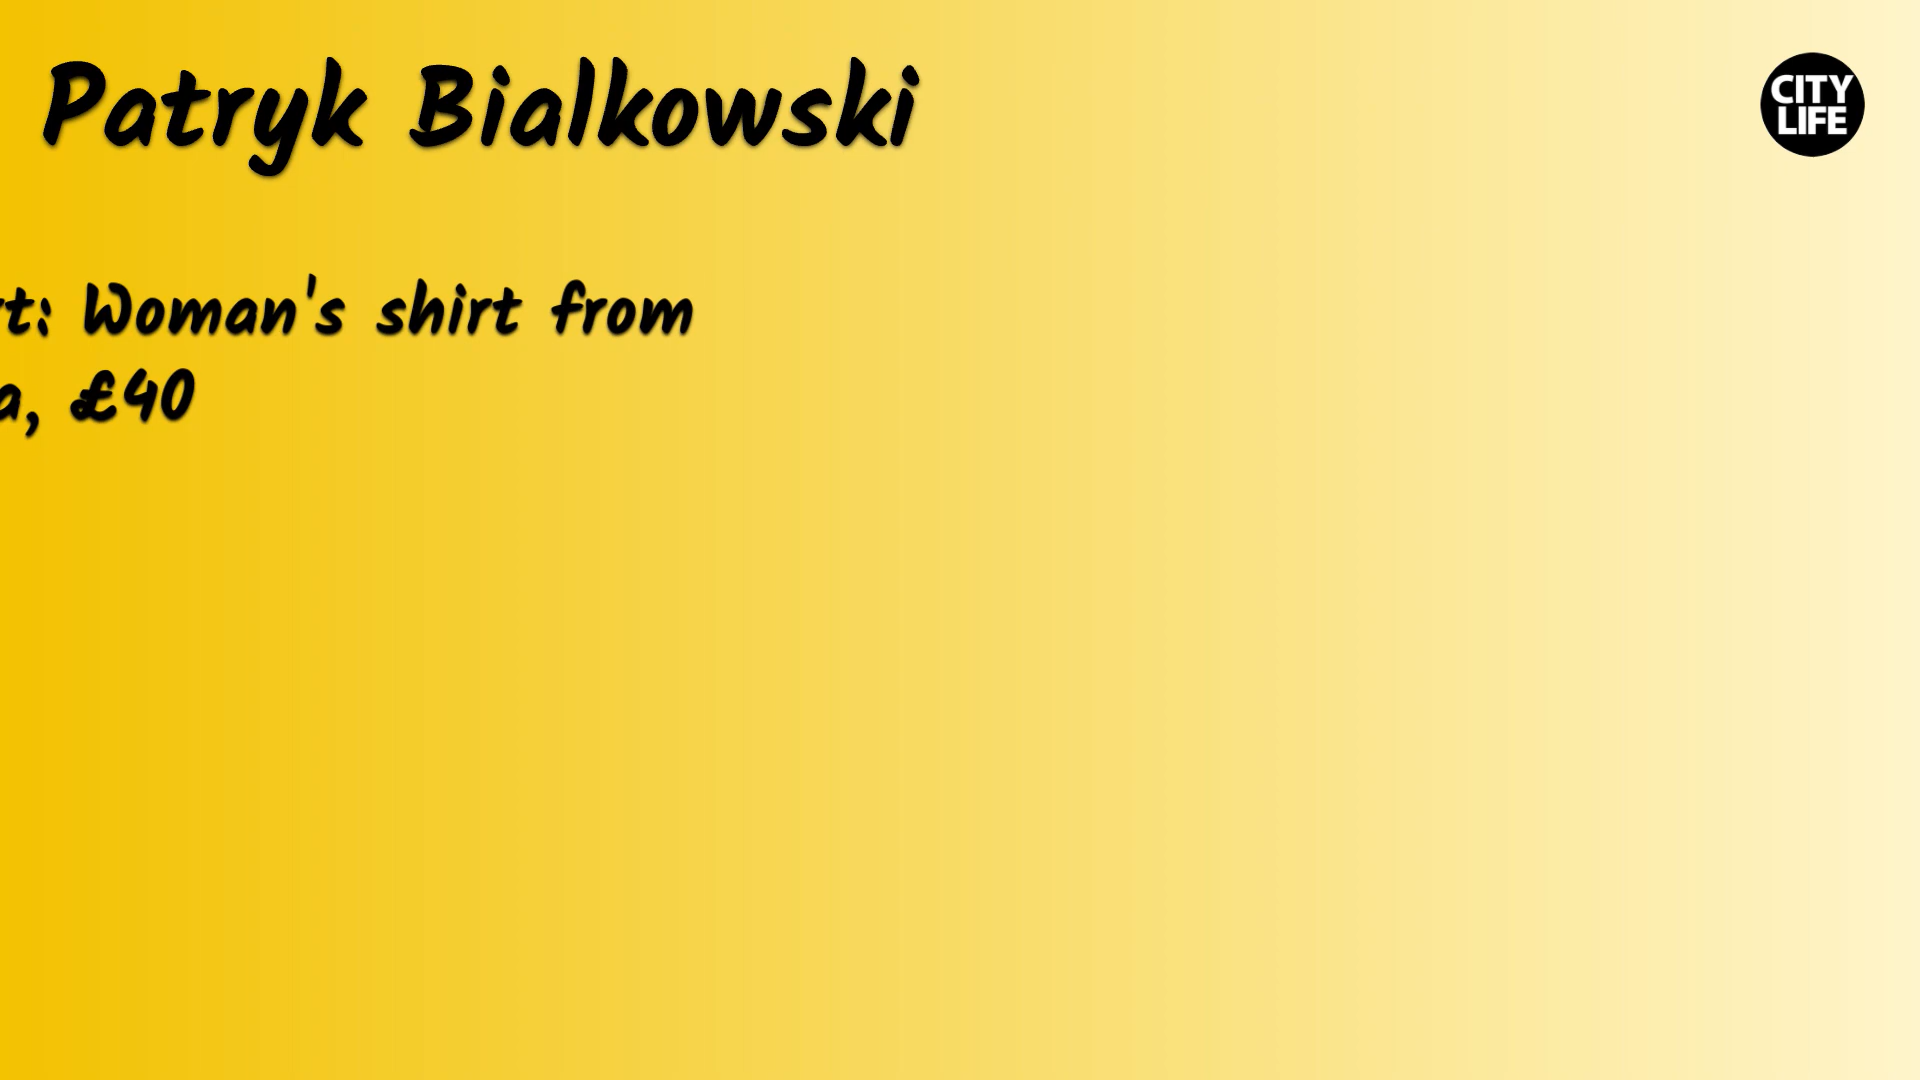 Patryk Bialkowski
CITY
LIFE
t: Woman's shirt from
a, £40